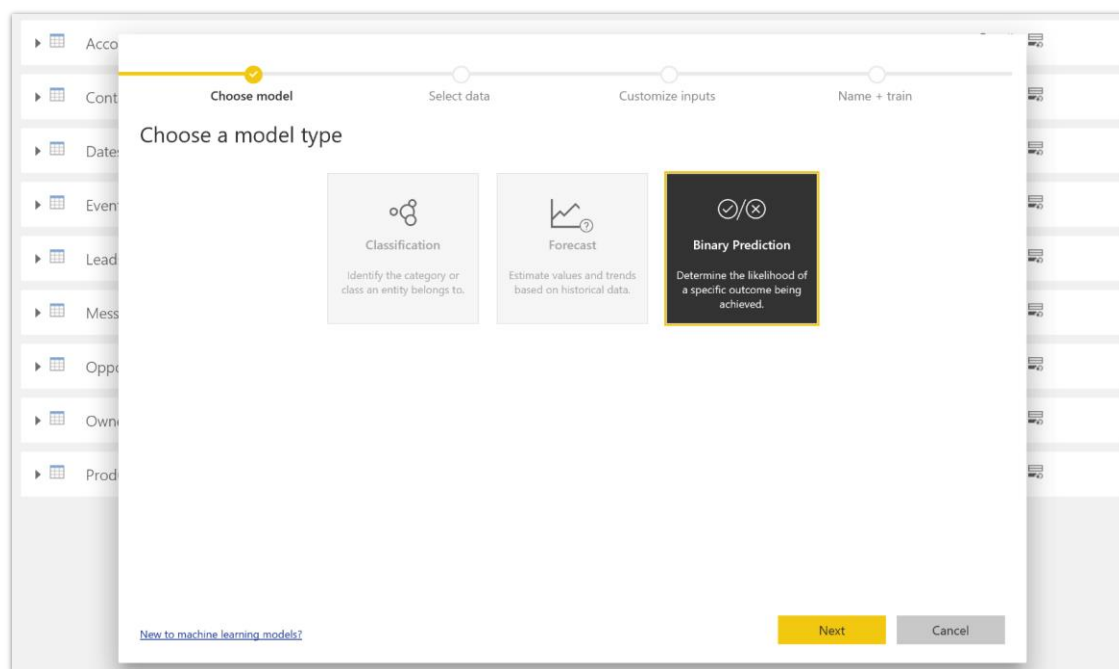 Acco
Cont
Dates
Even
Lead
Mess
Oppo
Owne
Prod
Choose model
Select data
Customize inputs
Name + train
Choose a model type
Classification
Identify the category or
class an entity belongs to.
Forecast
Estimate values and trends
based on historical data.
Binary Prediction
Determine the likelihood of
a specific outcome being
achieved.
New to machine learning models?
Next
Cancel